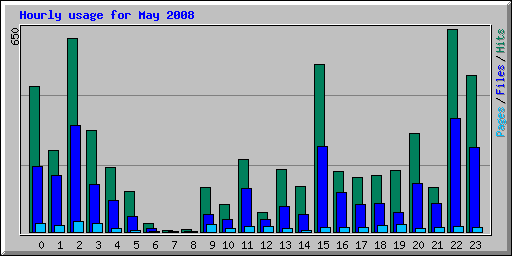 Hourly usage for May 2008
650
Pages / Files / Hits
0 1 2 3 4 5 6 7 8 9 10 11 12 13 14 15 16 17 18 19 20 21 22 23